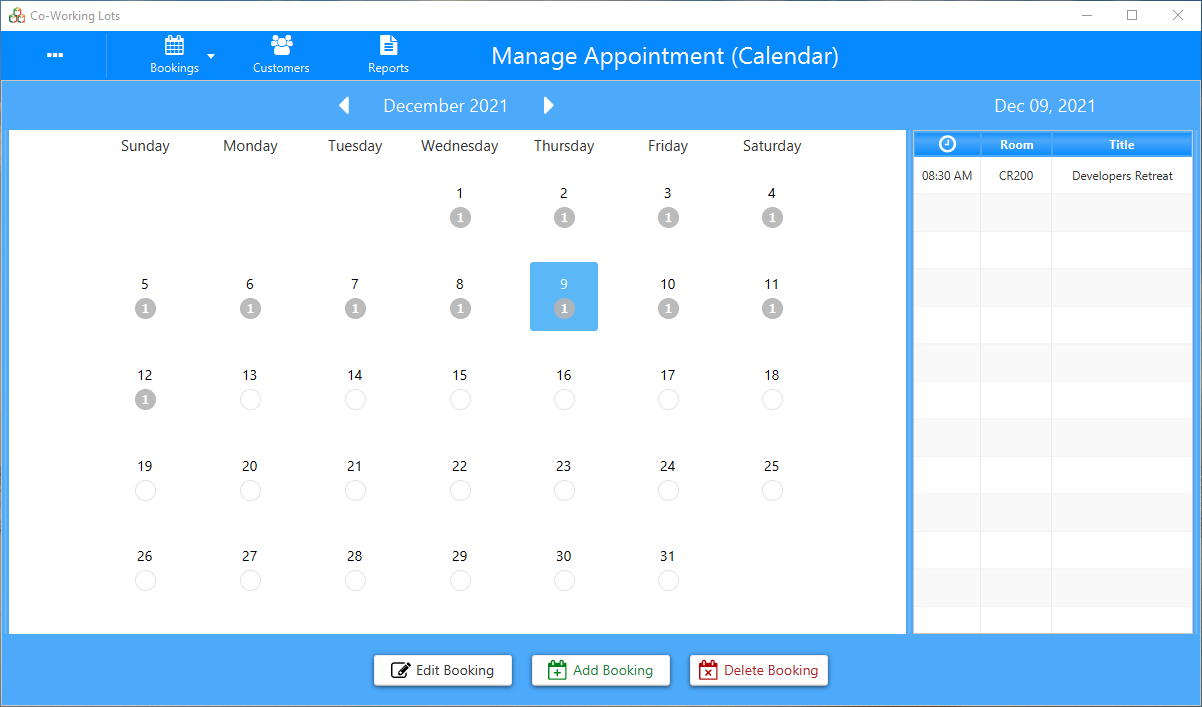 Co-Working Lots
Bookings Customers Reports Manage Appointment (Calendar)
December 2021
Sunday Monday Tuesday Wednesday Thursday Friday Saturday
1 2 3 4
1 1 1 1
5 6 7 8 9 10 11
1 1 1 1 1 1 1
12 13 14 15 16 17 18
1
19 20 21 22 23 24 25
26 27 28 29 30 31
Dec 09, 2021
Room Title
08:30 AM CR200 Developers Retreat
Edit Booking Add Booking Delete Booking